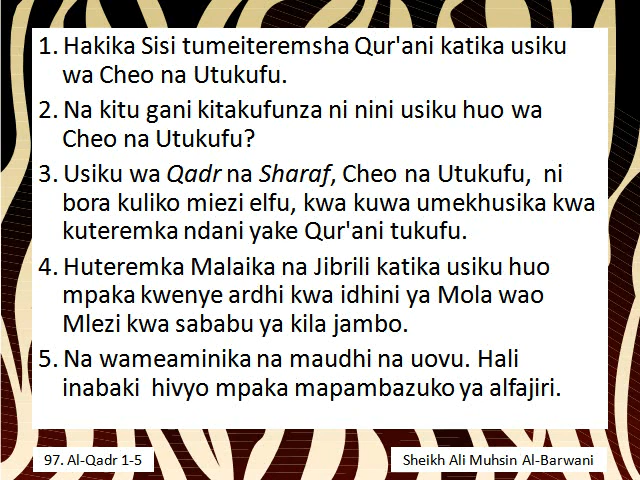 1. Hakika Sisi tumeiteremsha Qur'ani katika usiku
wa Cheo na Utukufu.
2. Na kitu gani kitakufunza ni nini usiku huo wa
Cheo na Utukufu?
3. Usiku wa Qadr na Sharaf, Cheo na Utukufu, ni
bora kuliko miezi elfu, kwa kuwa umekhusika kwa
kuteremka ndani yake Qur'ani tukufu.
4. Huteremka Malaika na Jibrili katika usiku huo
mpaka kwenye ardhi kwa idhini ya Mola wao
Mlezi kwa sababu ya kila jambo.
5. Na wameaminika na maudhi na uovu. Hali
inabaki hivyo mpaka mapambazuko ya alfajiri.
97. Al-Qadr 1-5
Sheikh Ali Muhsin Al-Barwani